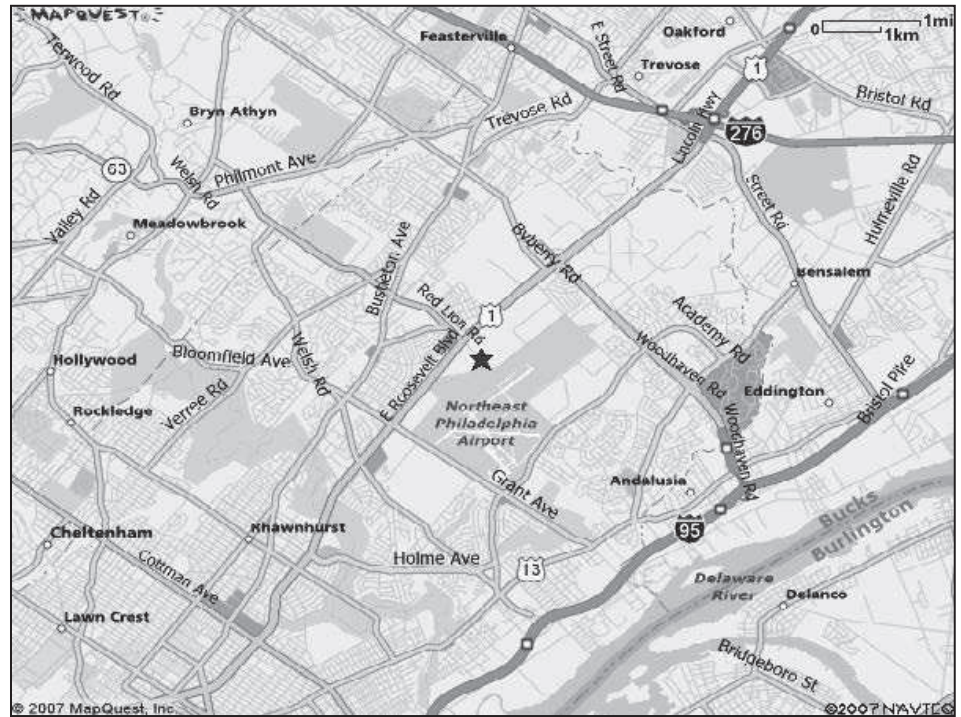 MAPQUEST
Feasterville
E Street Rd
Oakford
0
1mi
1km
Trevose
1
Terwood Rd
Bryn Athyn
Trevose Rd
Lincoln Hwy
Bristol Rd
276
63
Welsh Rd
Philmont Ave
Valley Rd
Meadowbrook
Street Rd
Hulmeville Rd
Bustleton Ave
Byberry Rd
Bensalem
Red Lion Rd
1
Academy Rd
Hollywood
Bloomfield Ave
Welsh Rd
E Roosevelt Blvd
Woodhaven Rd
Eddington
Bristol Pike
Rockledge
Verree Rd
Northeast
Philadelphia
Airport
Woodhaven Rd
Grant Ave
Andalusia
Cheltenham
Rhawnhurst
95
Bucks
Burlington
Holme Ave
13
Cottman Ave
Delaware
River
Delanco
Lawn Crest
Bridgeboro St
© 2007 MapQuest, Inc.
©2007 NAVTEQ